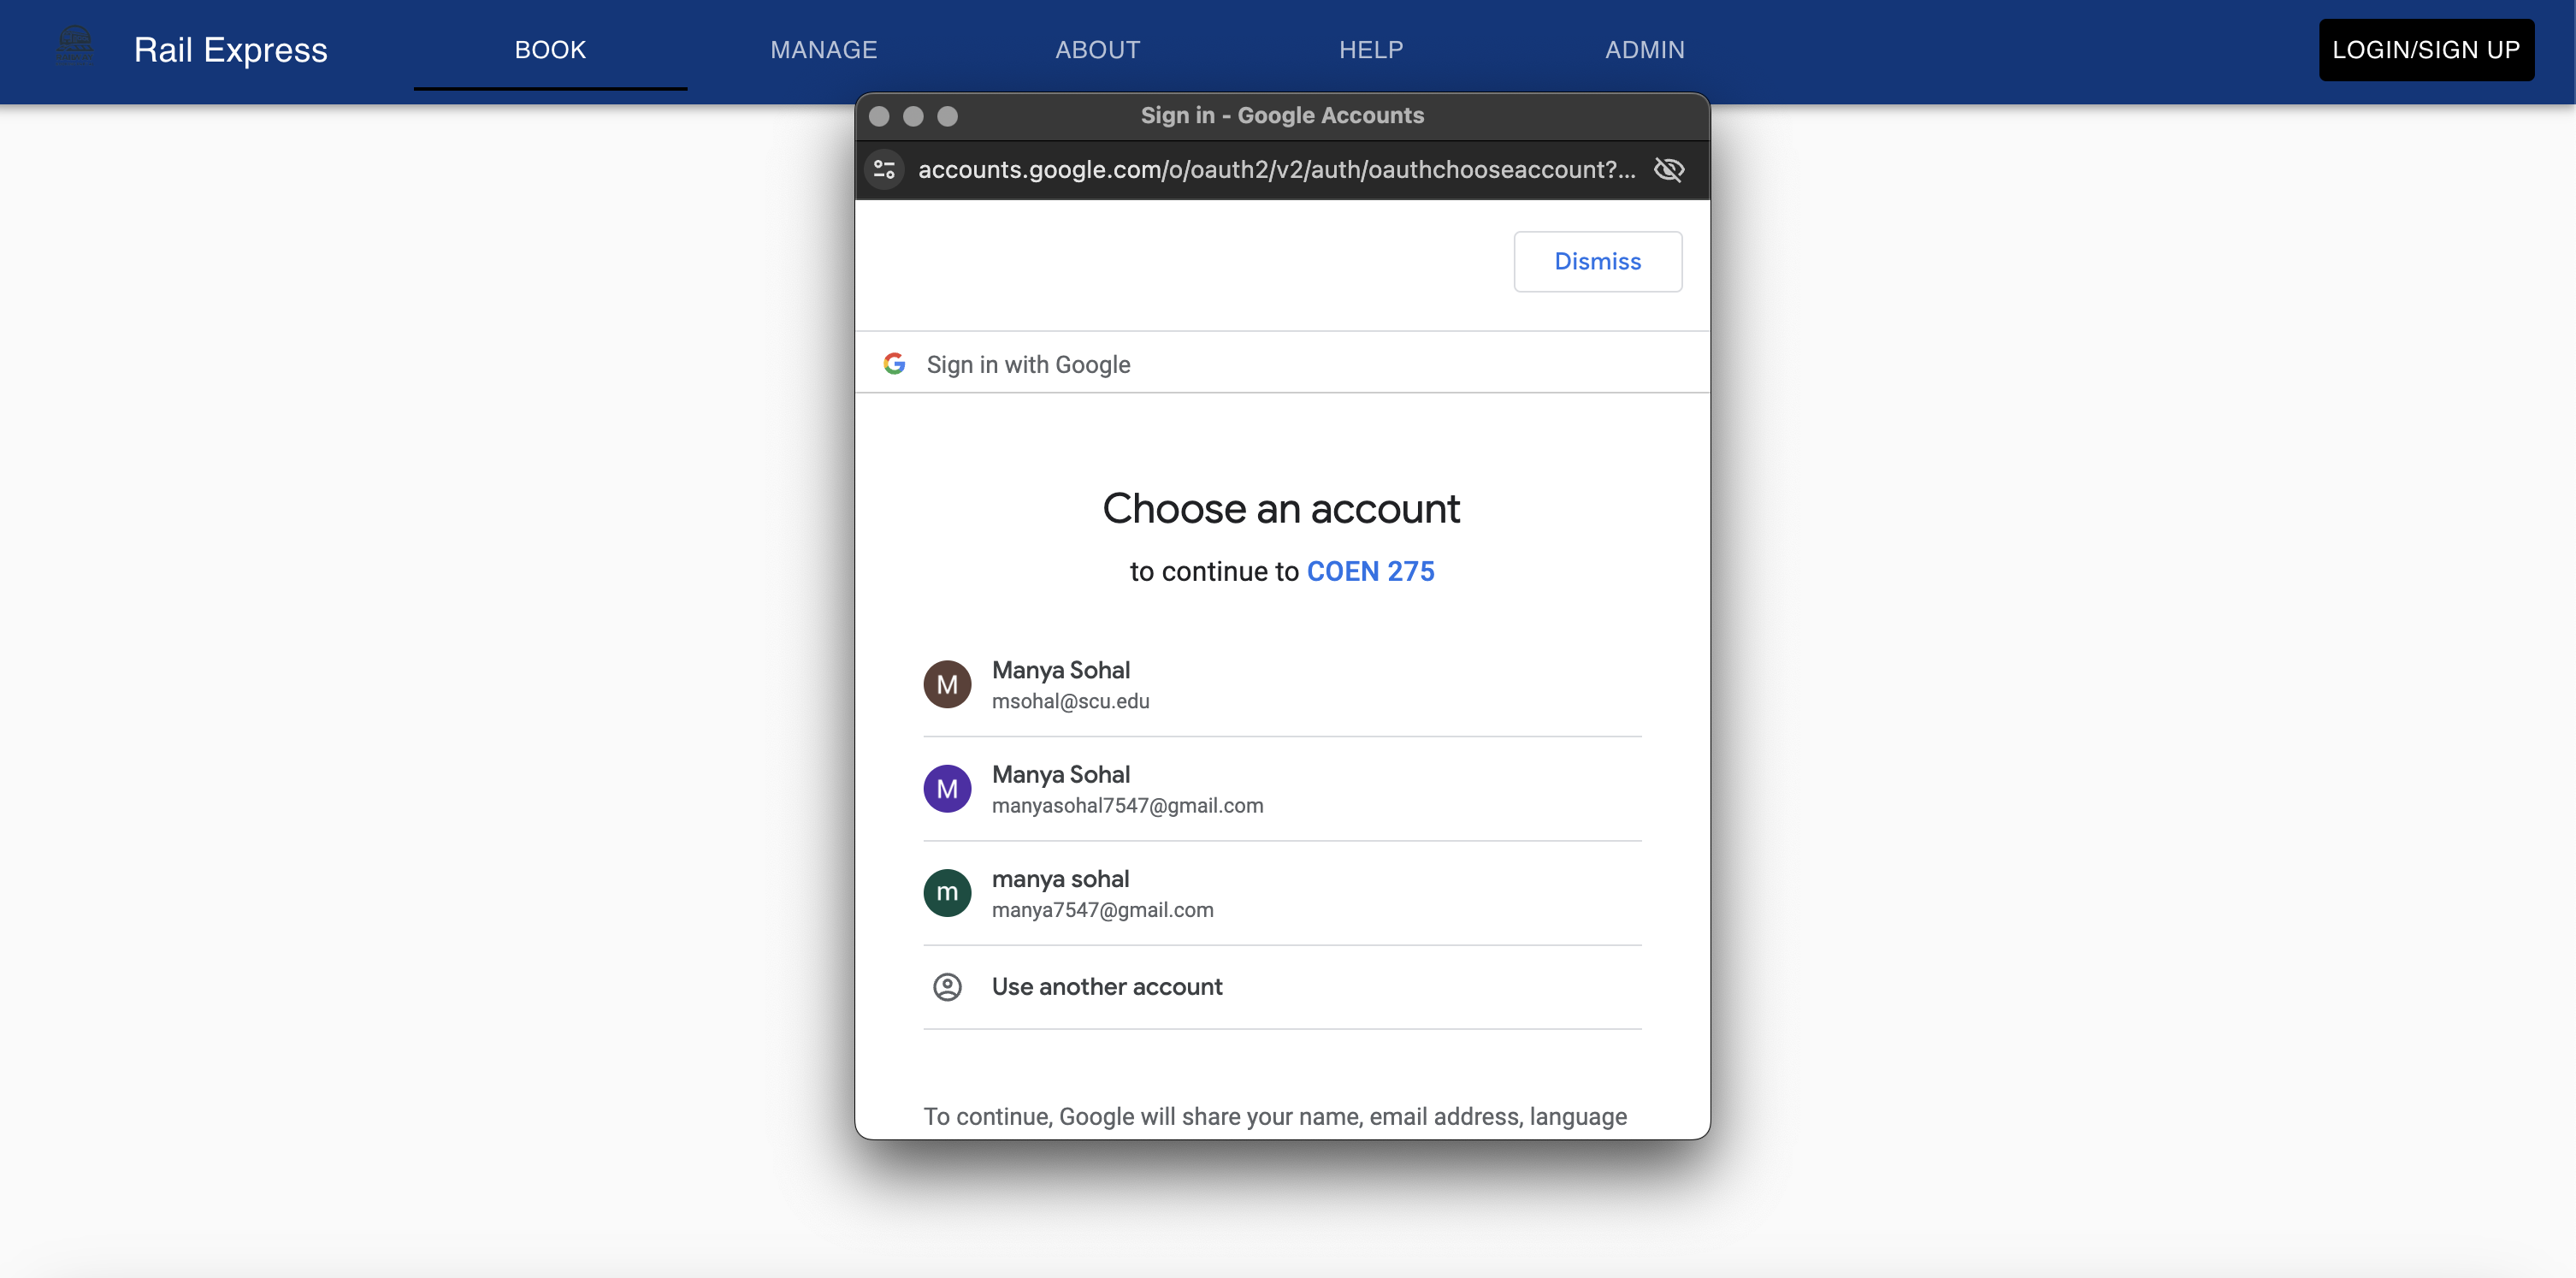 Rail Express
BOOK
MANAGE
ABOUT
HELP
ADMIN
LOGIN/SIGN UP
Sign in - Google Accounts
accounts.google.com/o/oauth2/v2/auth/oauthchooseaccount?...
Dismiss
Sign in with Google
Choose an account
to continue to COEN 275
M
Manya Sohal
msohal@scu.edu
M
Manya Sohal
manyasohal7547@gmail.com
m
manya sohal
manya7547@gmail.com
Use another account
To continue, Google will share your name, email address, language